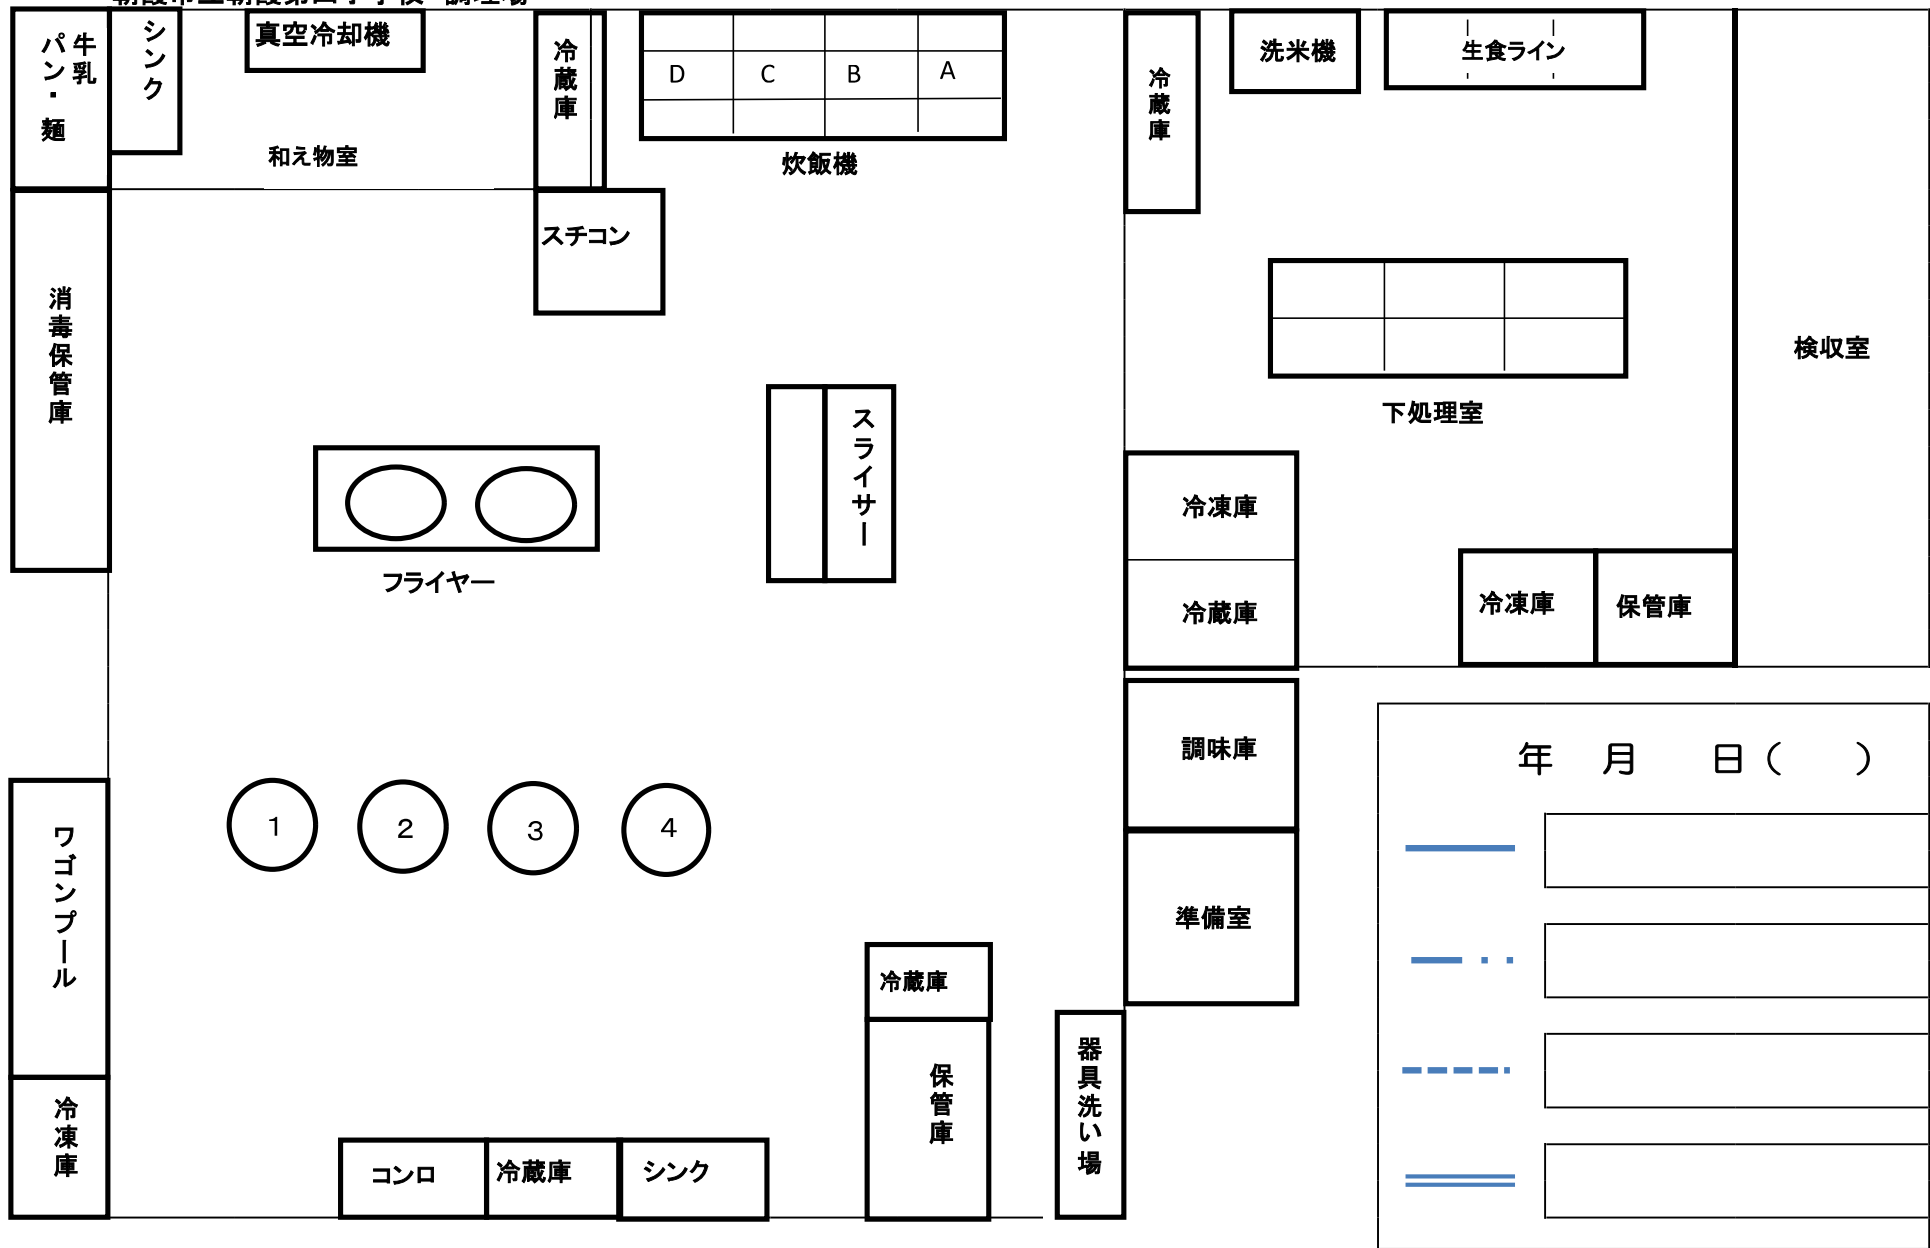 牛乳
パン・麺
シンク
真空冷却機
和え物室
冷蔵庫
D C B A
炊飯機
冷蔵庫
洗米機
生食ライン
スチコン
消毒保管庫
検収室
下処理室
スライサー
フライヤー
冷凍庫
冷蔵庫
冷凍庫
保管庫
調味庫
年 月 日( )
1 2 3 4
ワゴンプール
準備室
冷蔵庫
保管庫
器具洗い場
冷凍庫
コンロ
冷蔵庫
シンク